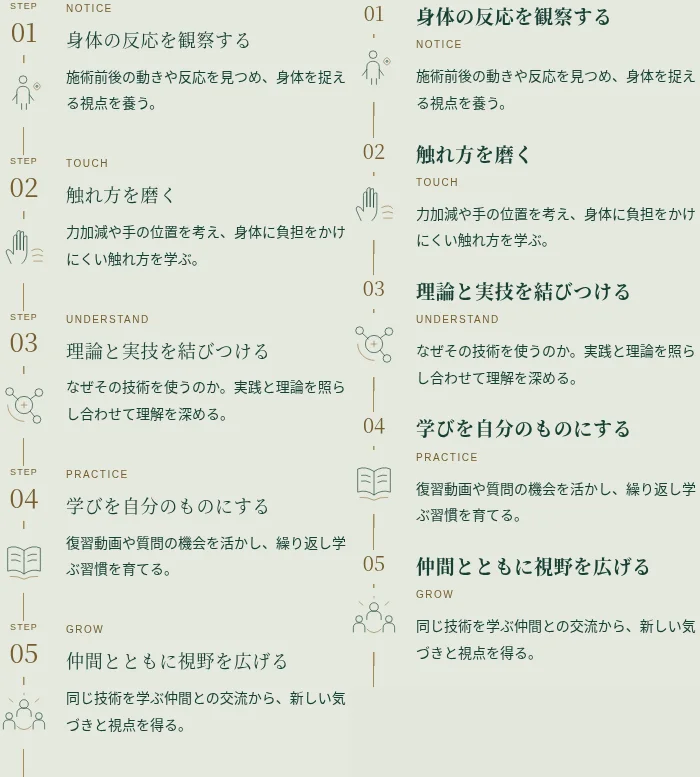 STEP
01
NOTICE
身体の反応を観察する
施術前後の動きや反応を見つめ、身体を捉え
る視点を養う。
STEP
02
TOUCH
触れ方を磨く
力加減や手の位置を考え、身体に負担をかけ
にくい触れ方を学ぶ。
STEP
03
UNDERSTAND
理論と実技を結びつける
なぜその技術を使うのか。実践と理論を照ら
し合わせて理解を深める。
STEP
04
PRACTICE
学びを自分のものにする
復習動画や質問の機会を活かし、繰り返し学
ぶ習慣を育てる。
STEP
05
GROW
仲間とともに視野を広げる
同じ技術を学ぶ仲間との交流から、新しい気
づきと視点を得る。
01
身体の反応を観察する
NOTICE
施術前後の動きや反応を見つめ、身体を捉え
る視点を養う。
02
触れ方を磨く
TOUCH
力加減や手の位置を考え、身体に負担をかけ
にくい触れ方を学ぶ。
03
理論と実技を結びつける
UNDERSTAND
なぜその技術を使うのか。実践と理論を照ら
し合わせて理解を深める。
04
学びを自分のものにする
PRACTICE
復習動画や質問の機会を活かし、繰り返し学
ぶ習慣を育てる。
05
仲間とともに視野を広げる
GROW
同じ技術を学ぶ仲間との交流から、新しい気
づきと視点を得る。